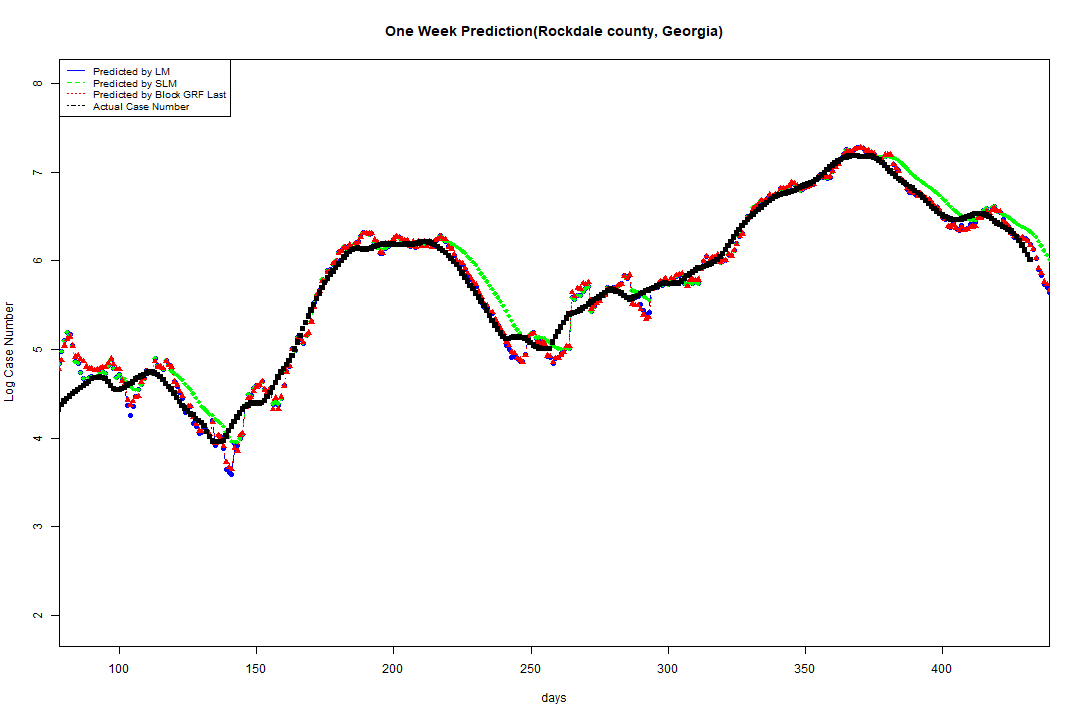 One Week Prediction(Rockdale county, Georgia)
Predicted by LM
Predicted by SLM
Predicted by Block GRF Last
Actual Case Number
Log Case Number
8
7
6
5
4
3
2
100 150 200 250 300 350 400
days